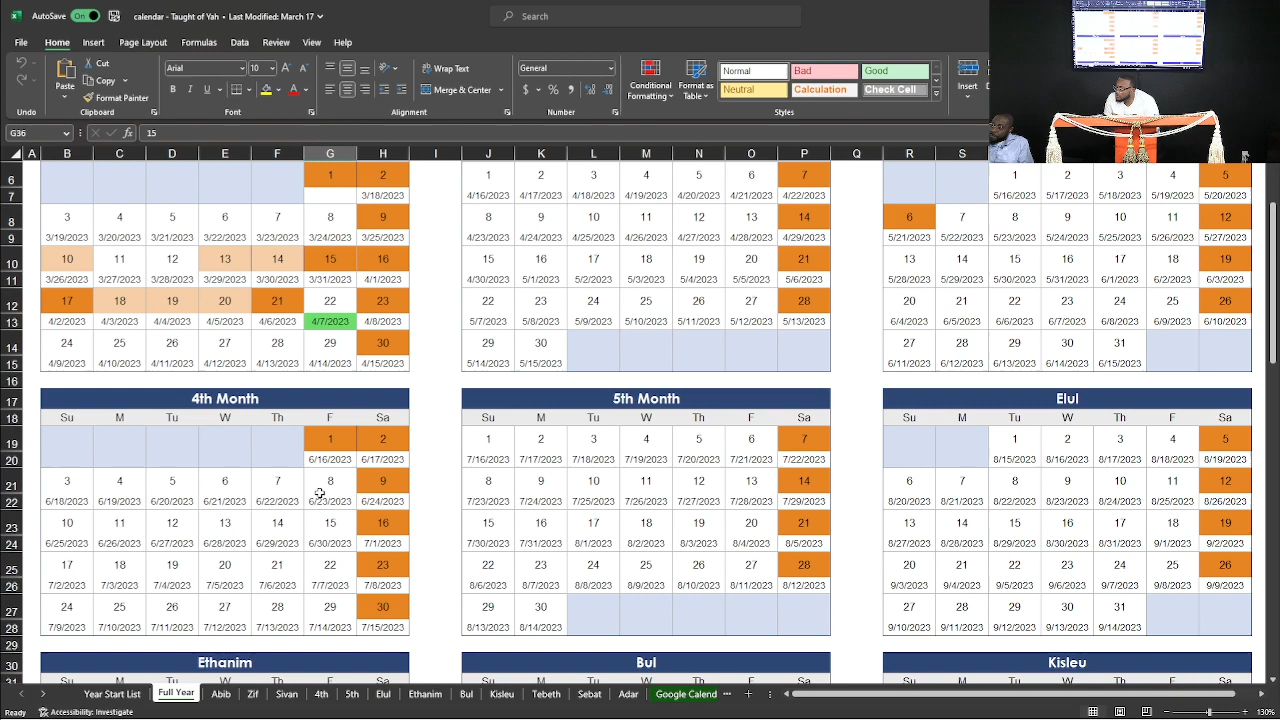 AutoSave On calendar - Taught of Yah • Last Modified: March 17 Search
File Home Insert Page Layout Formulas View Help
Cut
Copy
Format Painter
Paste
Arial 10
B I U
Wrap Text
General
Conditional Formatting
Format as Table
Normal Bad Good
Neutral Calculation Check Cell
Insert
Undo Clipboard Font Alignment Number Styles
G36 fx 15
A B C D E F G H J K L M N O P Q R S
6 1 2 1 2 3 4 5 6 7 1 2 3 4 5
3/18/2023 4/16/2023 4/17/2023 4/18/2023 4/19/2023 4/20/2023 4/21/2023 4/22/2023 5/16/2023 5/17/2023 5/18/2023 5/19/2023 5/20/2023
8 3 4 5 6 7 8 9 8 9 10 11 12 13 14 6 7 8 9 10 11 12
9 3/19/2023 3/20/2023 3/21/2023 3/22/2023 3/23/2023 3/24/2023 3/25/2023 4/23/2023 4/24/2023 4/25/2023 4/26/2023 4/27/2023 4/28/2023 4/29/2023 5/21/2023 5/22/2023 5/23/2023 5/24/2023 5/25/2023 5/26/2023 5/27/2023
10 10 11 12 13 14 15 16 15 16 17 18 19 20 21 13 14 15 16 17 18 19
11 3/26/2023 3/27/2023 3/28/2023 3/29/2023 3/30/2023 3/31/2023 4/1/2023 4/30/2023 5/1/2023 5/2/2023 5/3/2023 5/4/2023 5/5/2023 5/6/2023 5/28/2023 5/29/2023 5/30/2023 5/31/2023 6/1/2023 6/2/2023 6/3/2023
12 17 18 19 20 21 22 23 22 23 24 25 26 27 28 20 21 22 23 24 25 26
13 4/2/2023 4/3/2023 4/4/2023 4/5/2023 4/6/2023 4/7/2023 4/8/2023 5/7/2023 5/8/2023 5/9/2023 5/10/2023 5/11/2023 5/12/2023 5/13/2023 6/4/2023 6/5/2023 6/6/2023 6/7/2023 6/8/2023 6/9/2023 6/10/2023
14 24 25 26 27 28 29 30 29 30 27 28 29 30 31
15 4/9/2023 4/10/2023 4/11/2023 4/12/2023 4/13/2023 4/14/2023 4/15/2023 5/14/2023 5/15/2023 6/11/2023 6/12/2023 6/13/2023 6/14/2023 6/15/2023
16
17 4th Month 5th Month Elul
18 Su M Tu W Th F Sa Su M Tu W Th F Sa Su M Tu W Th F Sa
19 1 2 1 2 3 4 5 6 7 1 2 3 4 5
20 6/16/2023 6/17/2023 7/16/2023 7/17/2023 7/18/2023 7/19/2023 7/20/2023 7/21/2023 7/22/2023 8/15/2023 8/16/2023 8/17/2023 8/18/2023 8/19/2023
21 3 4 5 6 7 8 9 8 9 10 11 12 13 14 6 7 8 9 10 11 12
22 6/18/2023 6/19/2023 6/20/2023 6/21/2023 6/22/2023 6/23/2023 6/24/2023 7/23/2023 7/24/2023 7/25/2023 7/26/2023 7/27/2023 7/28/2023 7/29/2023 8/20/2023 8/21/2023 8/22/2023 8/23/2023 8/24/2023 8/25/2023 8/26/2023
23 10 11 12 13 14 15 16 15 16 17 18 19 20 21 13 14 15 16 17 18 19
24 6/25/2023 6/26/2023 6/27/2023 6/28/2023 6/29/2023 6/30/2023 7/1/2023 7/30/2023 7/31/2023 8/1/2023 8/2/2023 8/3/2023 8/4/2023 8/5/2023 8/27/2023 8/28/2023 8/29/2023 8/30/2023 8/31/2023 9/1/2023 9/2/2023
25 17 18 19 20 21 22 23 22 23 24 25 26 27 28 20 21 22 23 24 25 26
26 7/2/2023 7/3/2023 7/4/2023 7/5/2023 7/6/2023 7/7/2023 7/8/2023 8/6/2023 8/7/2023 8/8/2023 8/9/2023 8/10/2023 8/11/2023 8/12/2023 9/3/2023 9/4/2023 9/5/2023 9/6/2023 9/7/2023 9/8/2023 9/9/2023
27 24 25 26 27 28 29 30 29 30 27 28 29 30 31
28 7/9/2023 7/10/2023 7/11/2023 7/12/2023 7/13/2023 7/14/2023 7/15/2023 8/13/2023 8/14/2023 9/10/2023 9/11/2023 9/12/2023 9/13/2023 9/14/2023
30 Ethanim Bul Kisleu
Su M Tu W Th F Sa Su M Tu W Th F Sa Su M Tu W Th F Sa
Year Start List Full Year Abib Zif Sivan 4th 5th Elul Ethanim Bul Kisleu Tebeth Sebat Adar Google Calend
Ready Accessibility: Investigate 130%